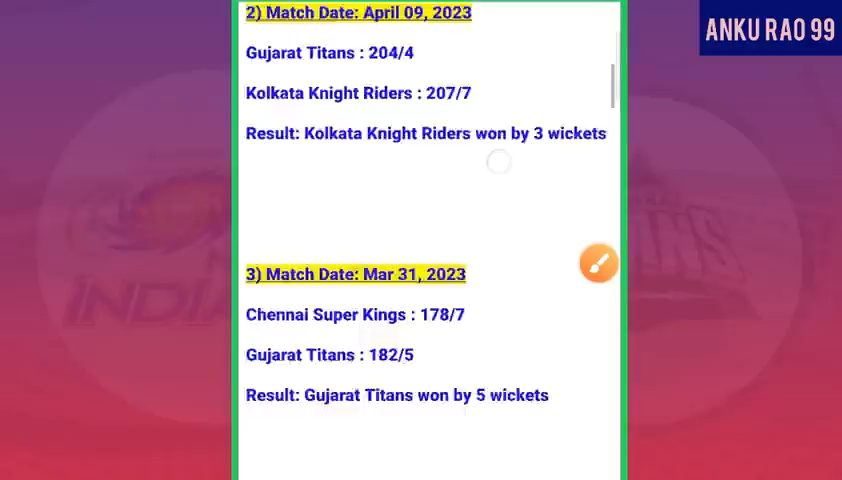 2) Match Date: April 09, 2023
ANKU RAO 99
Gujarat Titans : 204/4
Kolkata Knight Riders : 207/7
Result: Kolkata Knight Riders won by 3 wickets
3) Match Date: Mar 31, 2023
Chennai Super Kings : 178/7
Gujarat Titans : 182/5
Result: Gujarat Titans won by 5 wickets